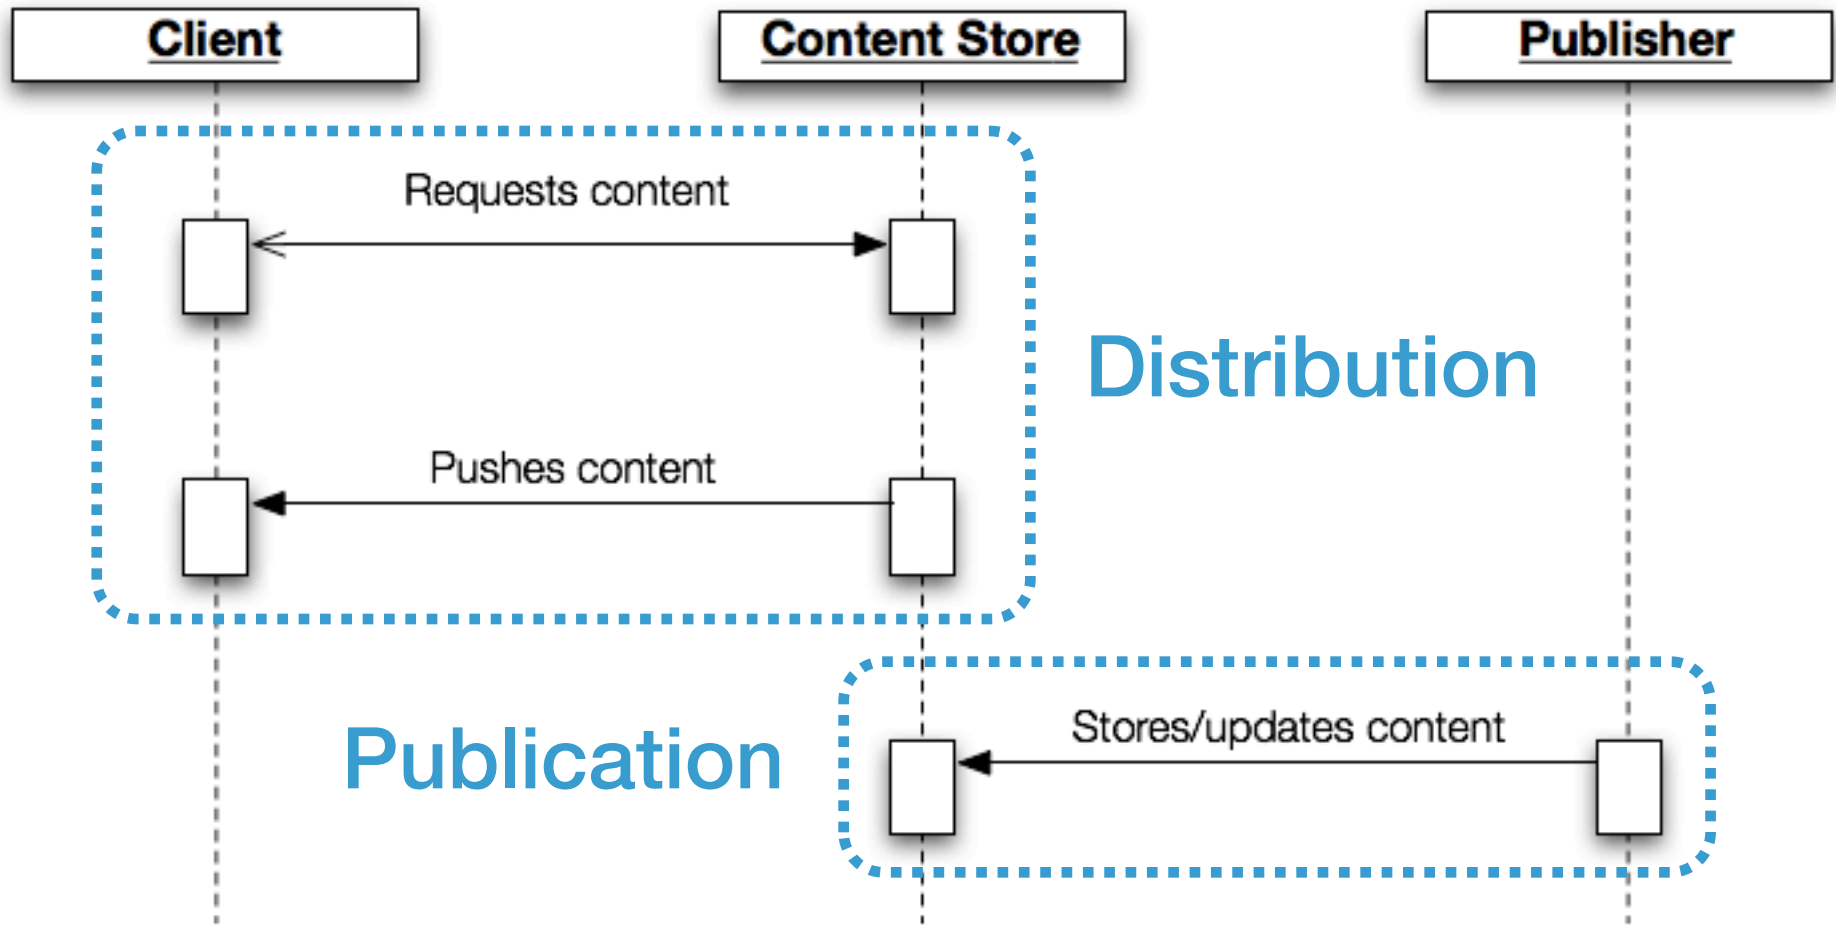 Client
Content Store
Publisher
Requests content
Distribution
Pushes content
Stores/updates content
Publication